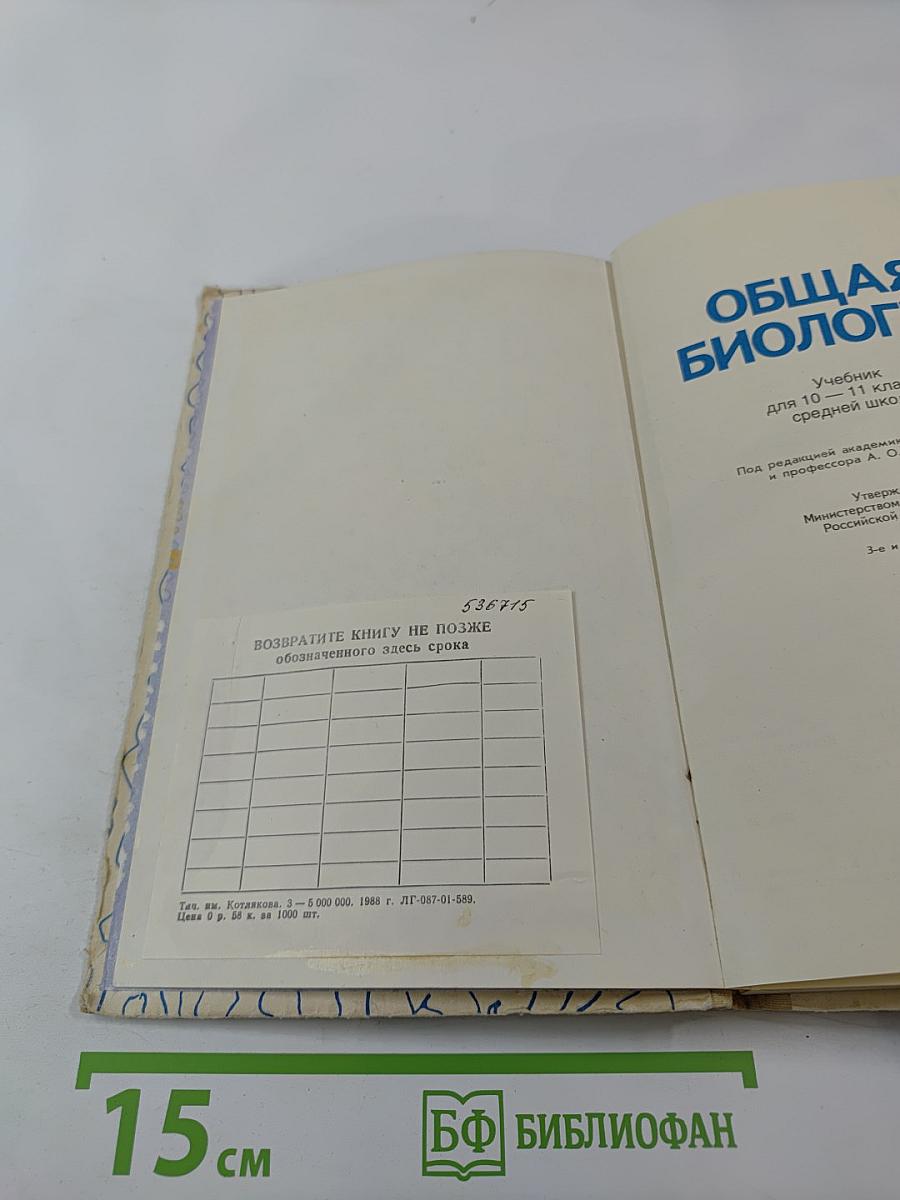 536715
ВОЗВРАТИТЕ КНИГУ НЕ ПОЗЖЕ
обозначенного здесь срока
Тип. им. Котлякова. 3 — 5 000 000. 1988 г. ЛГ-087-01-589.
Цена 0 р. 58 к. за 1000 шт.
ОБЩАЯ
БИОЛОГ
Учебник
для 10 — 11 кла
средней шко
Под редакцией академик
и профессора А. О.
Утверж
Министерством
Российской
3-е и
15 см
БФ БИБЛИОФАН